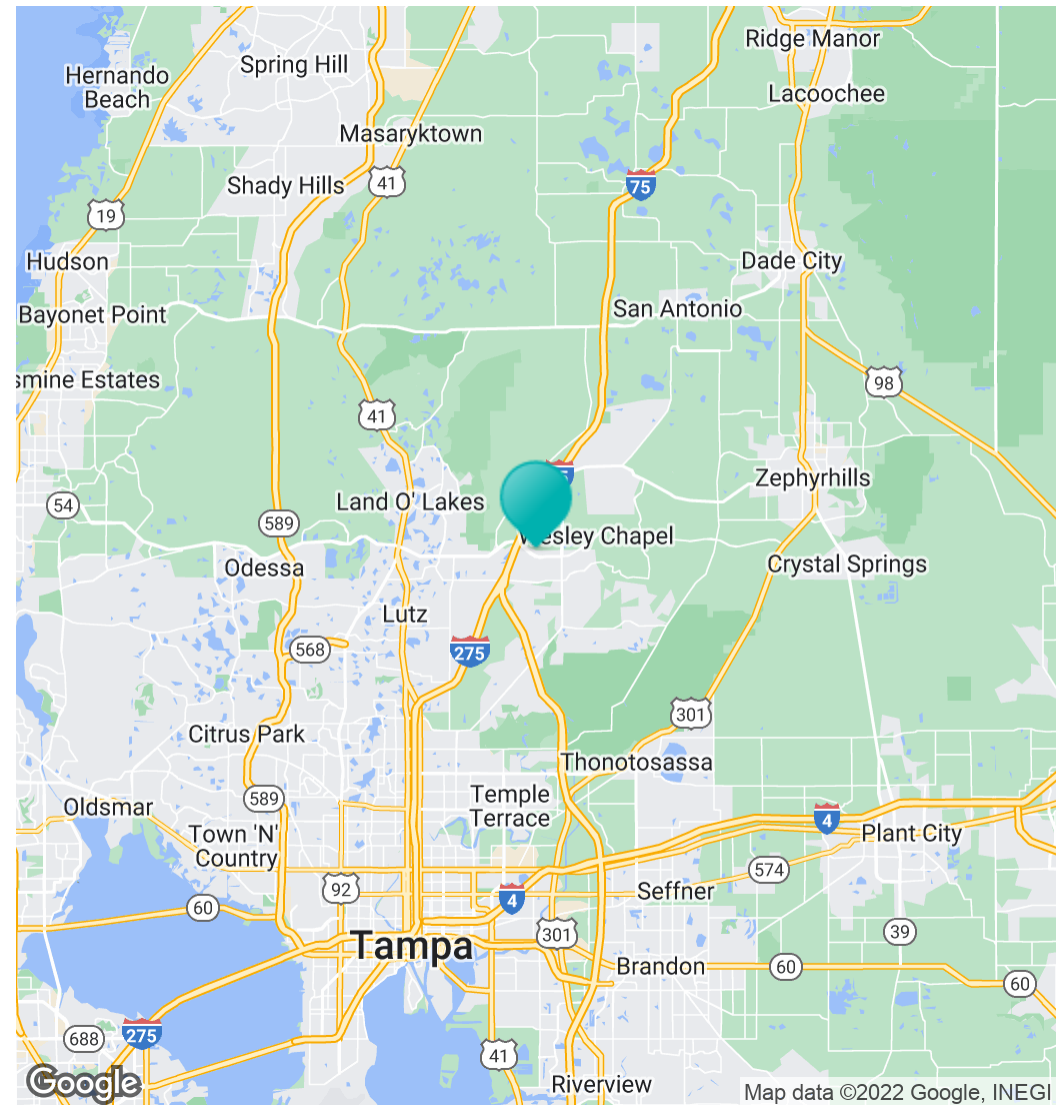 Ridge Manor
Spring Hill
Hernando
Beach
Lacoochee
Masaryktown
41
Shady Hills
75
19
Hudson
Dade City
San Antonio
Bayonet Point
smine Estates
98
41
Zephyrhills
Land O' Lakes
54
589
Wesley Chapel
Odessa
Crystal Springs
Lutz
568
275
301
Citrus Park
Thonotosassa
589
Temple
Terrace
Oldsmar
4
Town 'N'
Country
Plant City
574
92
Seffner
4
60
39
301
Tampa
Brandon
60
60
275
688
41
Google
Riverview
Map data ©2022 Google, INEGI